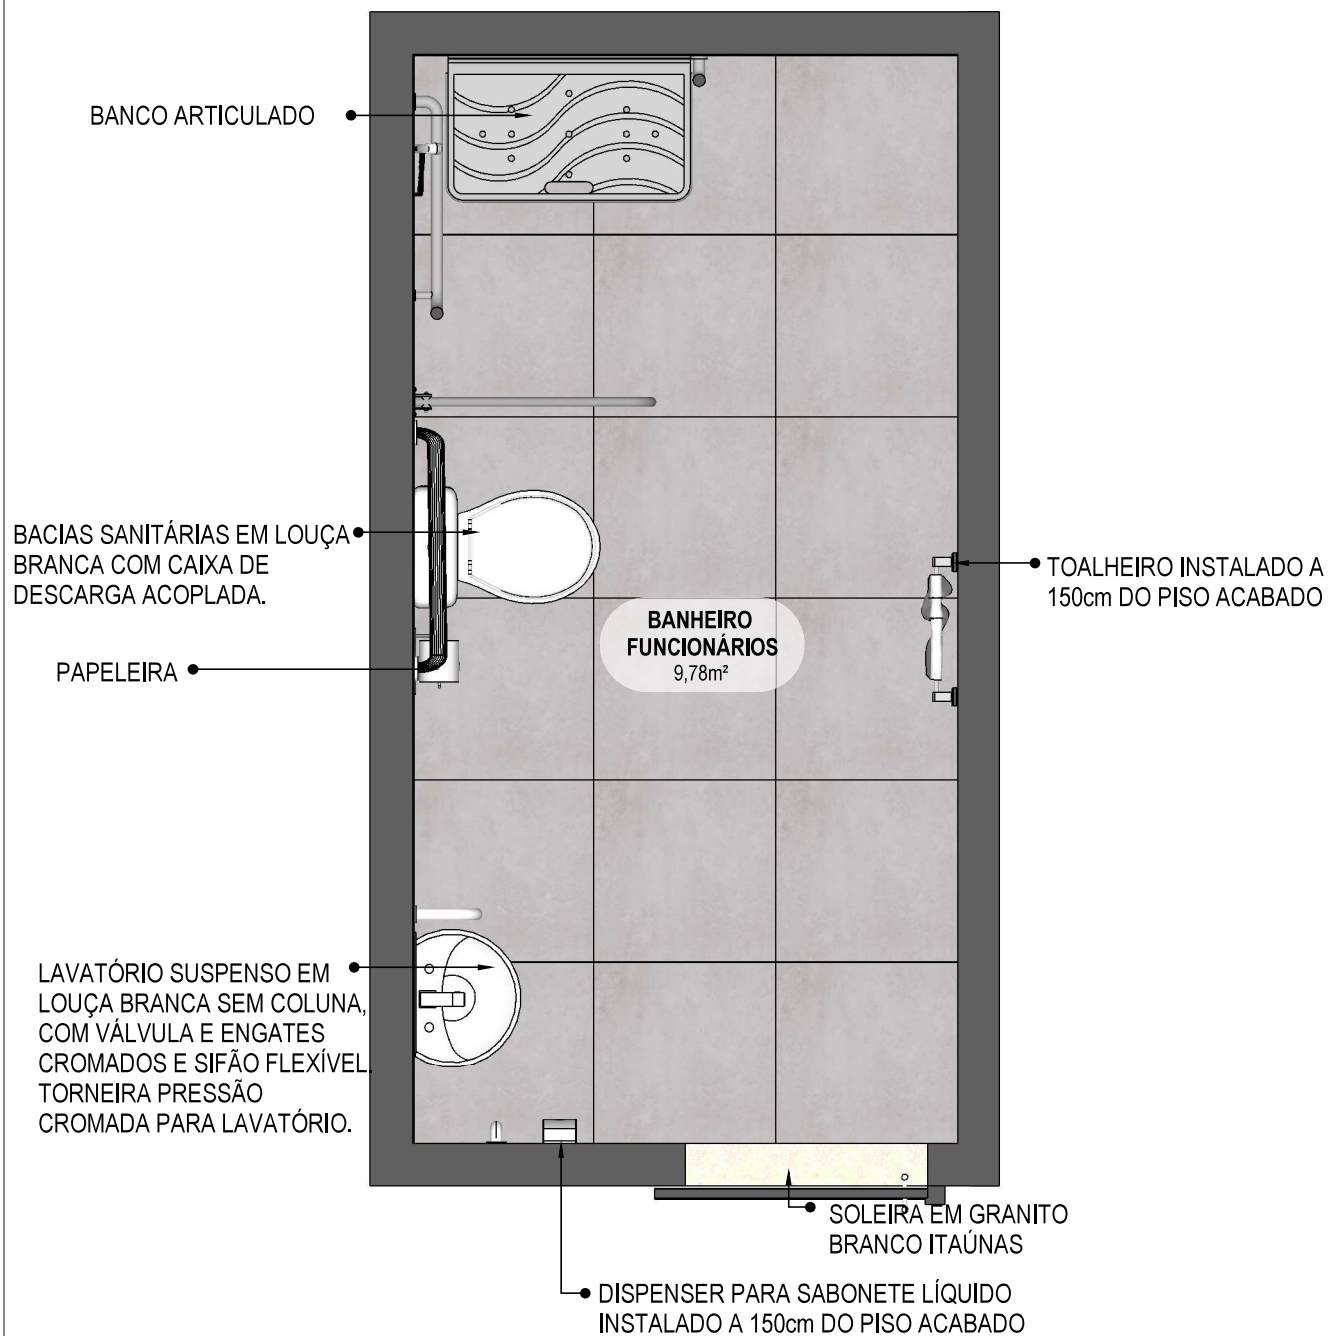 BANCO ARTICULADO
BACIAS SANITÁRIAS EM LOUÇA
BRANCA COM CAIXA DE
DESCARGA ACOPLADA.
TOALHEIRO INSTALADO A
150cm DO PISO ACABADO
BANHEIRO
FUNCIONÁRIOS
9,78m²
PAPELEIRA
LAVATÓRIO SUSPENSO EM
LOUÇA BRANCA SEM COLUNA,
COM VÁLVULA E ENGATES
CROMADOS E SIFÃO FLEXÍVEL.
TORNEIRA PRESSÃO
CROMADA PARA LAVATÓRIO.
SOLEIRA EM GRANITO
BRANCO ITAÚNAS
DISPENSER PARA SABONETE LÍQUIDO
INSTALADO A 150cm DO PISO ACABADO